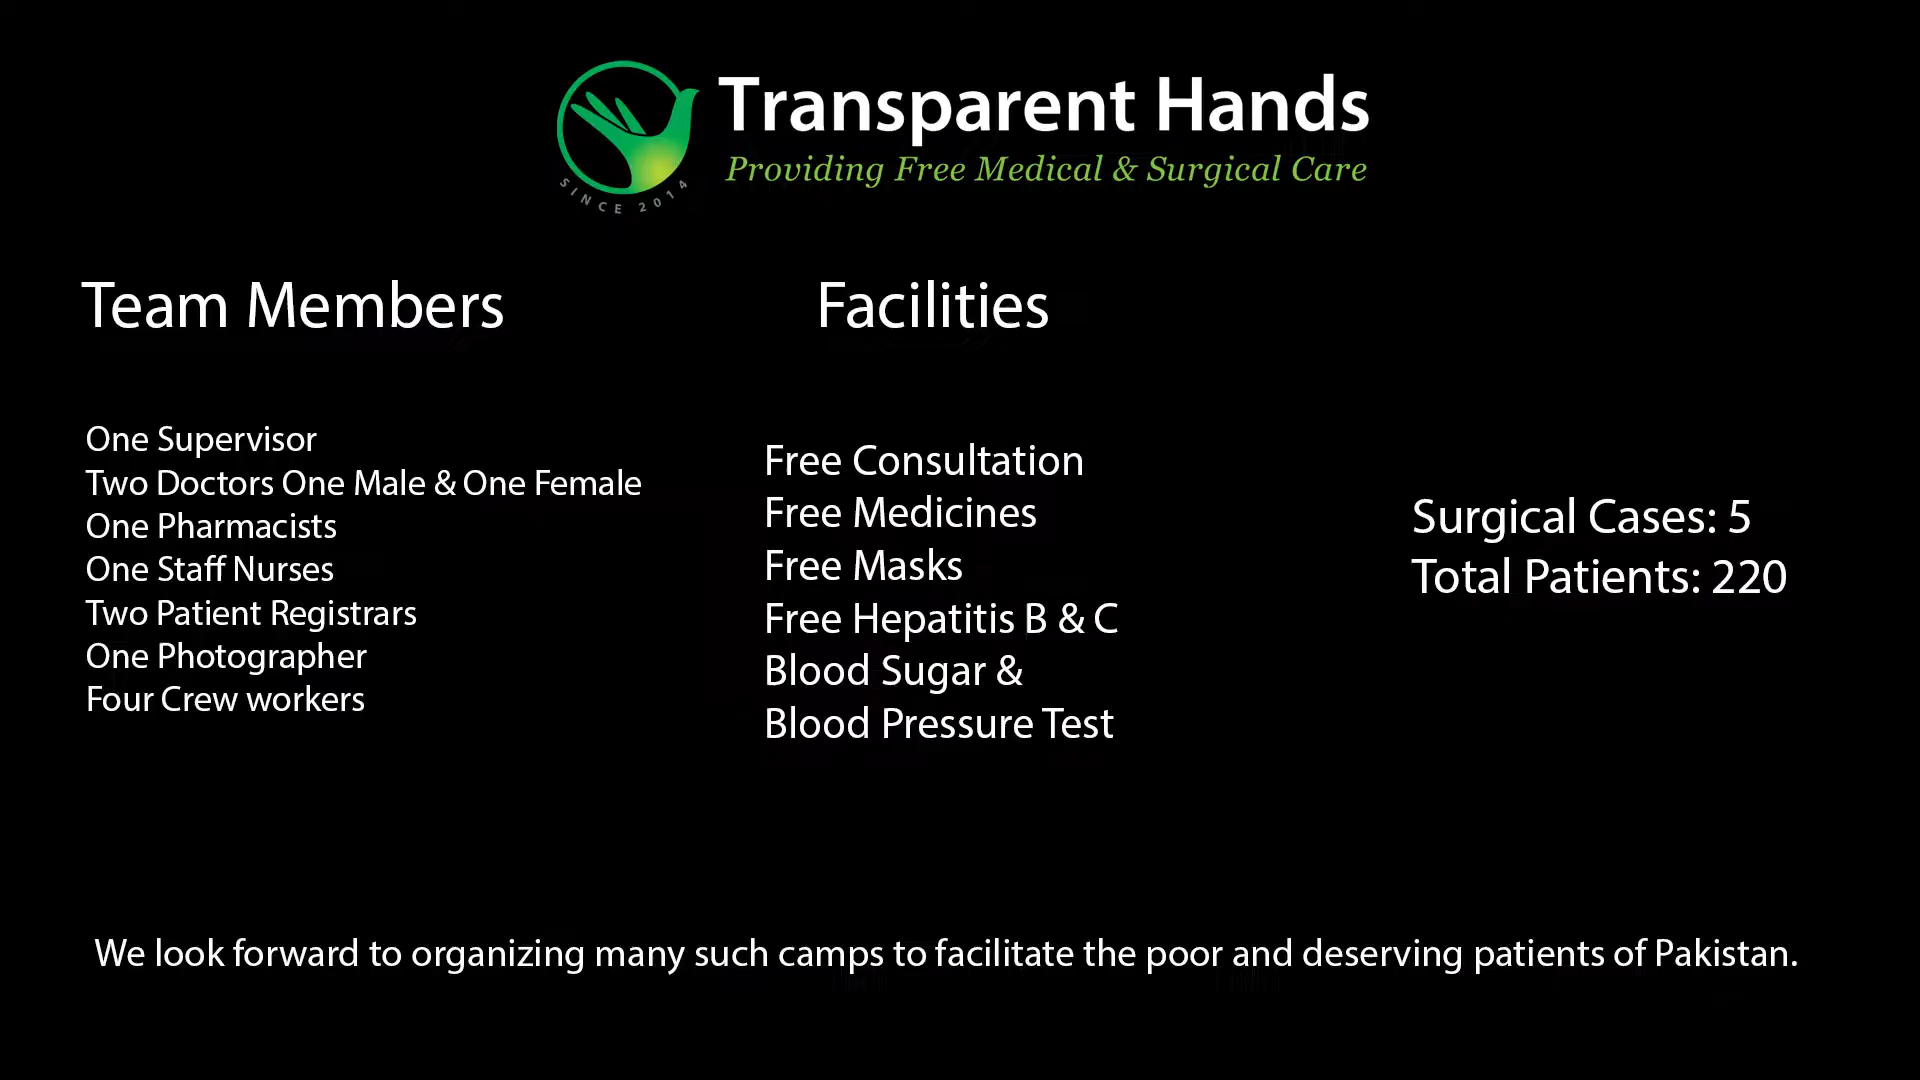 Transparent Hands
Providing Free Medical & Surgical Care
SINCE 2014
Team Members
One Supervisor
Two Doctors One Male & One Female
One Pharmacists
One Staff Nurses
Two Patient Registrars
One Photographer
Four Crew workers
Facilities
Free Consultation
Free Medicines
Free Masks
Free Hepatitis B & C
Blood Sugar &
Blood Pressure Test
Surgical Cases: 5
Total Patients: 220
We look forward to organizing many such camps to facilitate the poor and deserving patients of Pakistan.